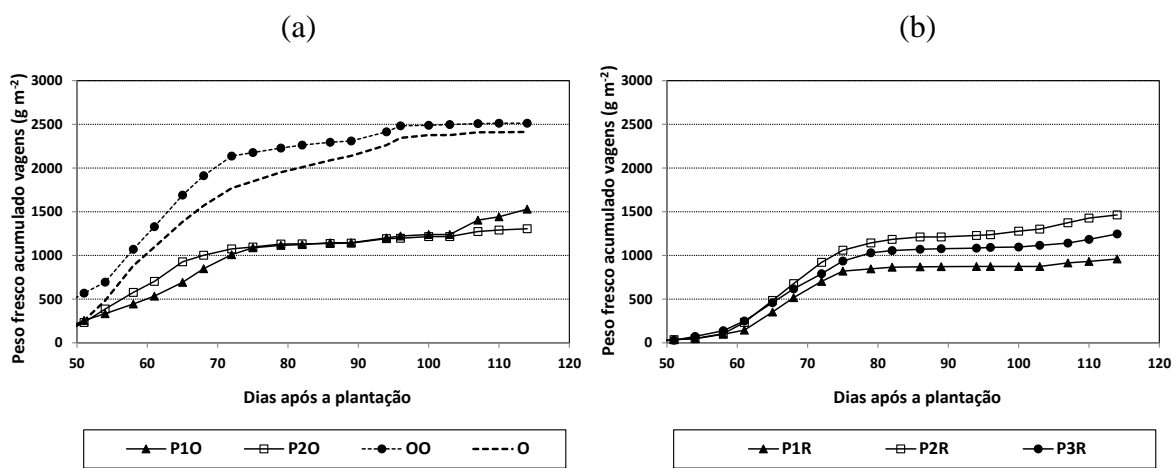 (a)
Peso fresco acumulado vagens (g m⁻²)
3000
2500
2000
1500
1000
500
0
50 60 70 80 90 100 110 120
Dias após a plantação
P1O P2O OO O
(b)
Peso fresco acumulado vagens (g m⁻²)
3000
2500
2000
1500
1000
500
0
50 60 70 80 90 100 110 120
Dias após a plantação
P1R P2R P3R